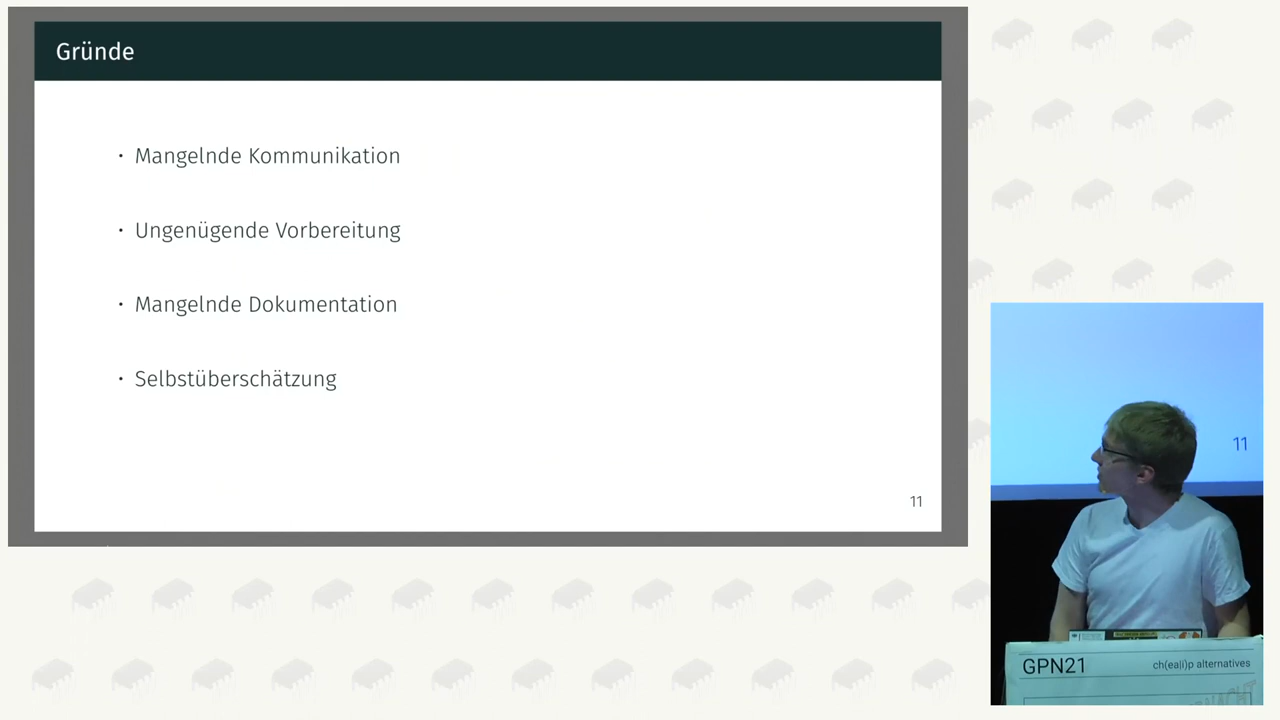 Gründe
· Mangelnde Kommunikation
· Ungenügende Vorbereitung
· Mangelnde Dokumentation
· Selbstüberschätzung
11
11
GPN21
ch(ea|i)p alternatives